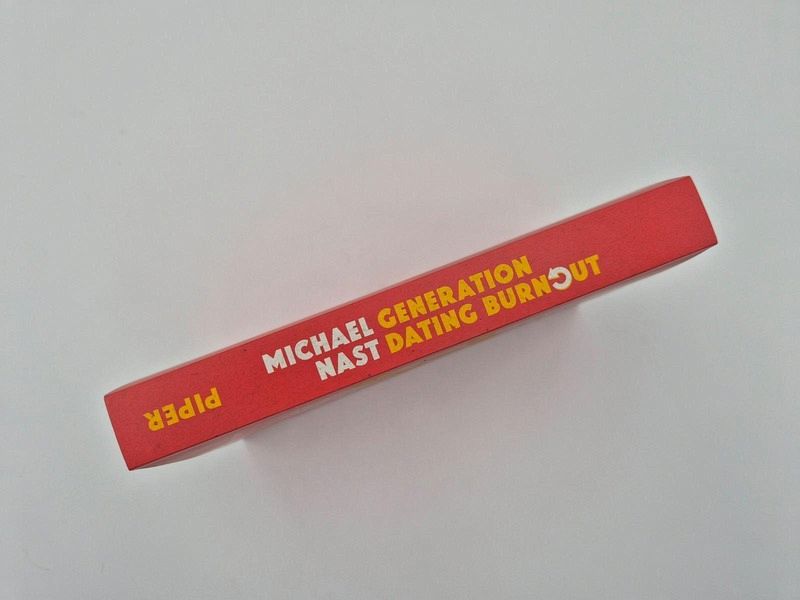 MICHAEL GENERATION
NAST DATING BURNOUT
PIPER